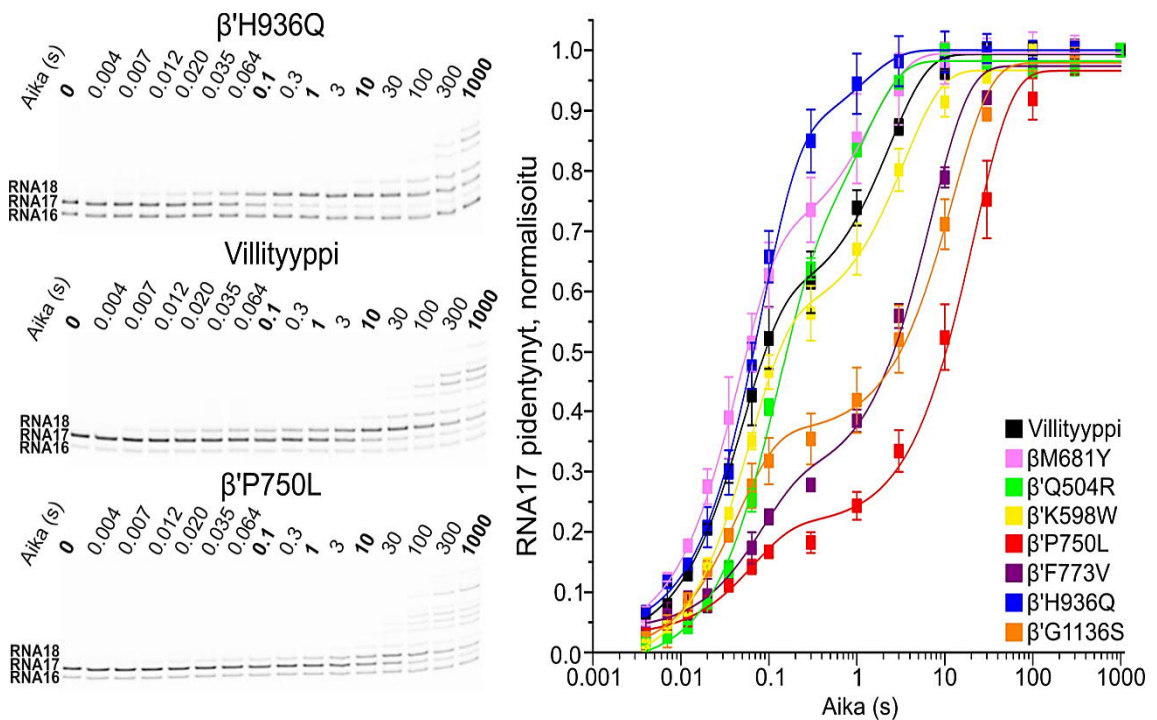 β'H936Q
Aika (s)
0
0.004
0.007
0.012
0.020
0.035
0.064
0.1
0.3
1
3
10
30
100
300
1000
RNA18
RNA17
RNA16
Villityyppi
Aika (s)
0
0.004
0.007
0.012
0.020
0.035
0.064
0.1
0.3
1
3
10
30
100
300
1000
RNA18
RNA17
RNA16
β'P750L
Aika (s)
0
0.004
0.007
0.012
0.020
0.035
0.064
0.1
0.3
1
3
10
30
100
300
1000
RNA18
RNA17
RNA16
RNA17 pidentynyt, normalisoitu
1.0
0.9
0.8
0.7
0.6
0.5
0.4
0.3
0.2
0.1
0.0
0.001
0.01
0.1
1
10
100
1000
Aika (s)
Villityyppi
βM681Y
β'Q504R
β'K598W
β'P750L
β'F773V
β'H936Q
β'G1136S